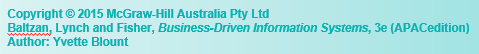 Copyright © 2015 McGraw-Hill Australia Pty Ltd
Baltzan, Lynch and Fisher, Business-Driven Information Systems, 3e (APACedition)
Author: Yvette Blount